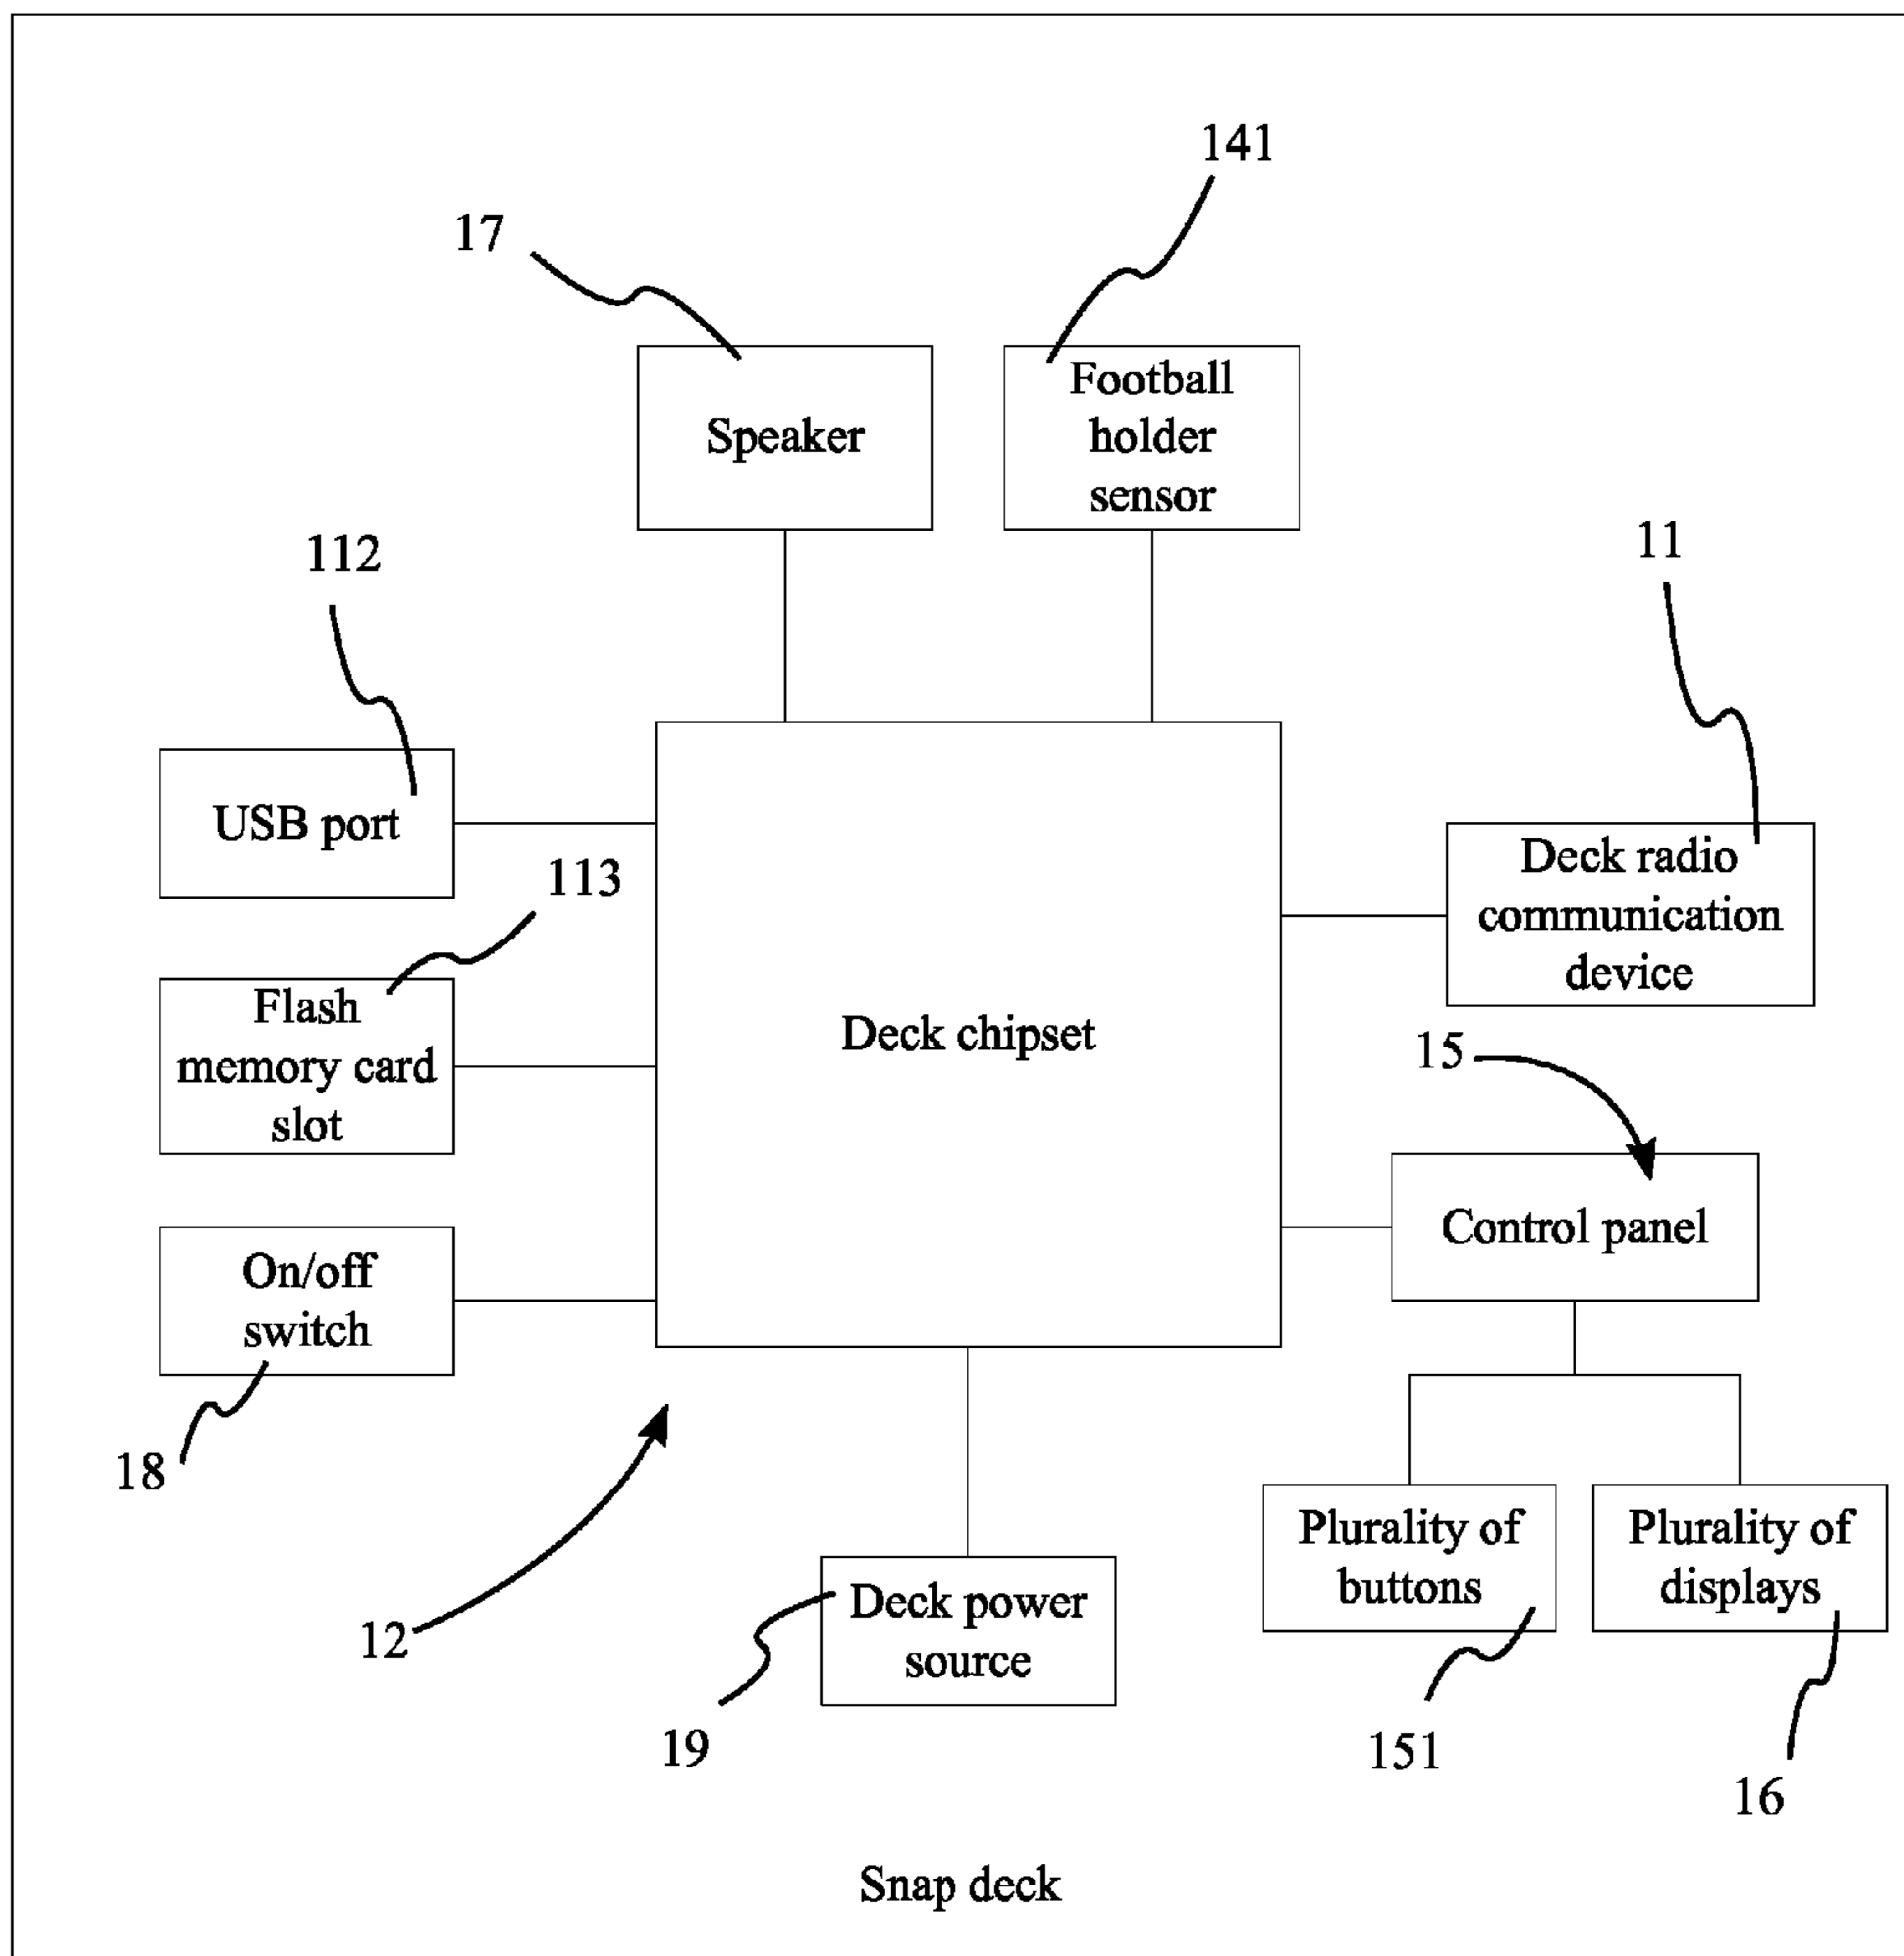 141
17
Speaker
Football
holder
sensor
112
11
USB port
113
Deck radio
communication
device
Flash
memory card
slot
Deck chipset
15
Control panel
On/off
switch
18
12
Deck power
source
19
Plurality of
buttons
Plurality of
displays
151
16
Snap deck